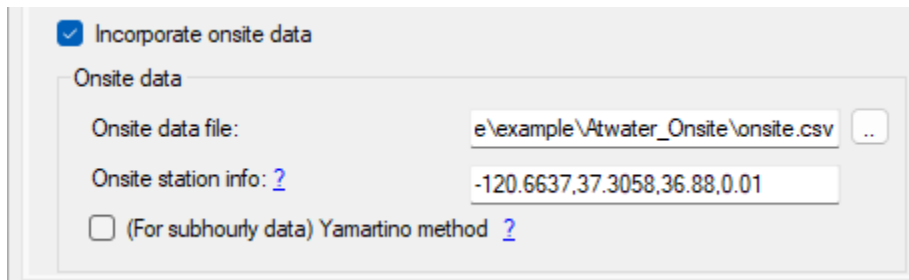 Incorporate onsite data
Onsite data
Onsite data file: e\example\Atwater_Onsite\onsite.csv ..
Onsite station info: ? -120.6637,37.3058,36.88,0.01
(For subhourly data) Yamartino method ?